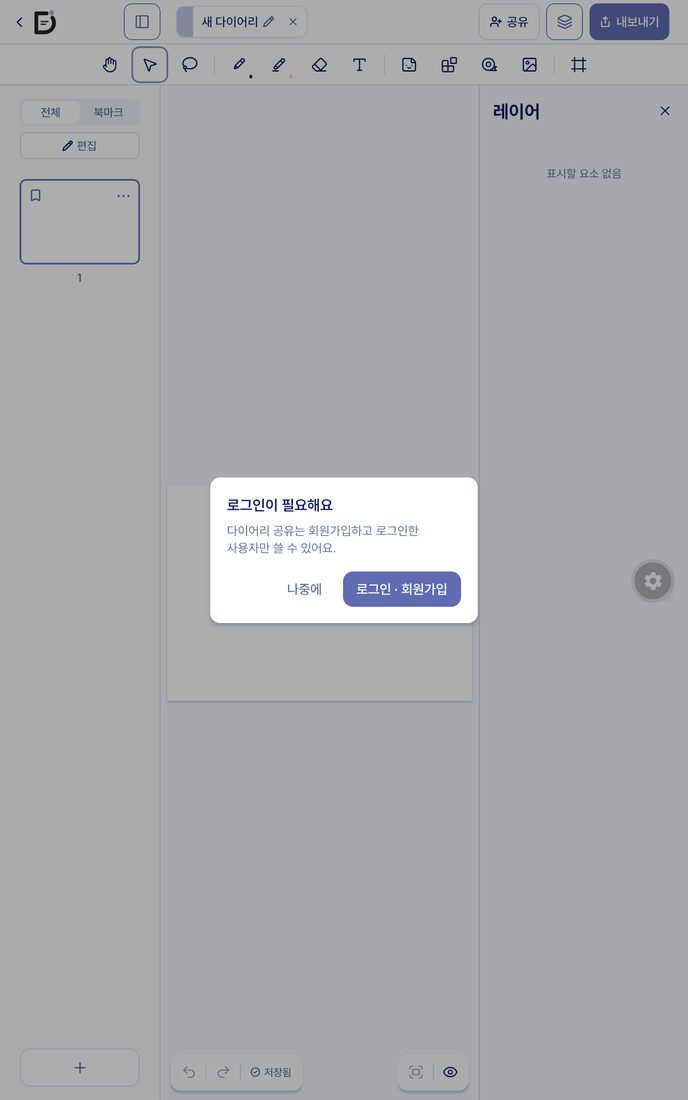 새 다이어리
공유
내보내기
전체
북마크
편집
1
레이어
표시할 요소 없음
로그인이 필요해요
다이어리 공유는 회원가입하고 로그인한
사용자만 쓸 수 있어요.
나중에
로그인 · 회원가입
저장됨